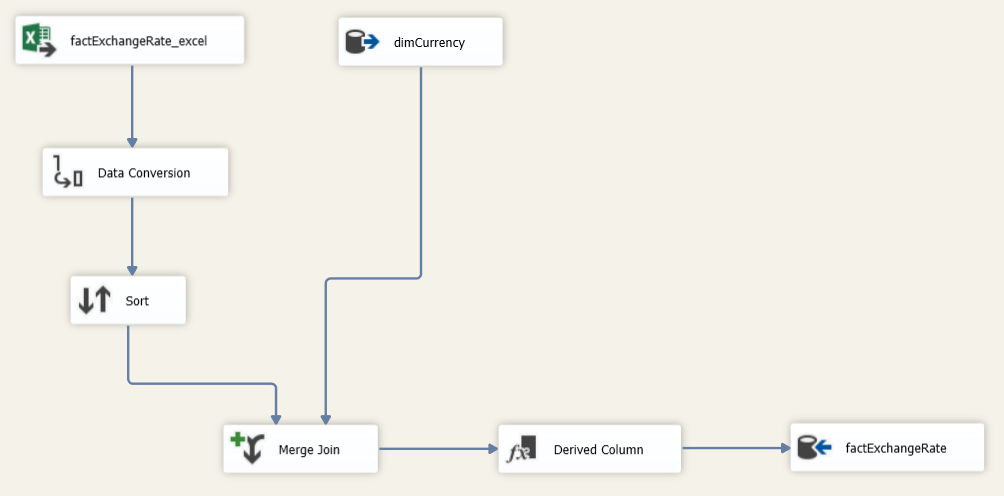 factExchangeRate_excel
dimCurrency
Data Conversion
Sort
Merge Join
Derived Column
factExchangeRate